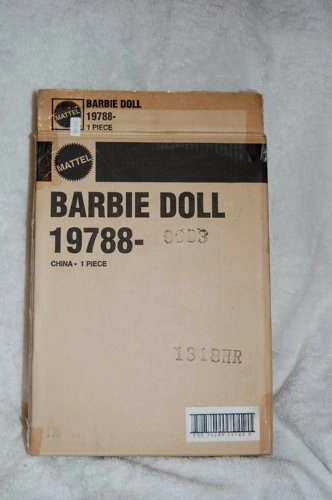 MATTEL
BARBIE DOLL
19788-
1 PIECE
MATTEL
BARBIE DOLL
19788-
CHINA • 1 PIECE
1318HR